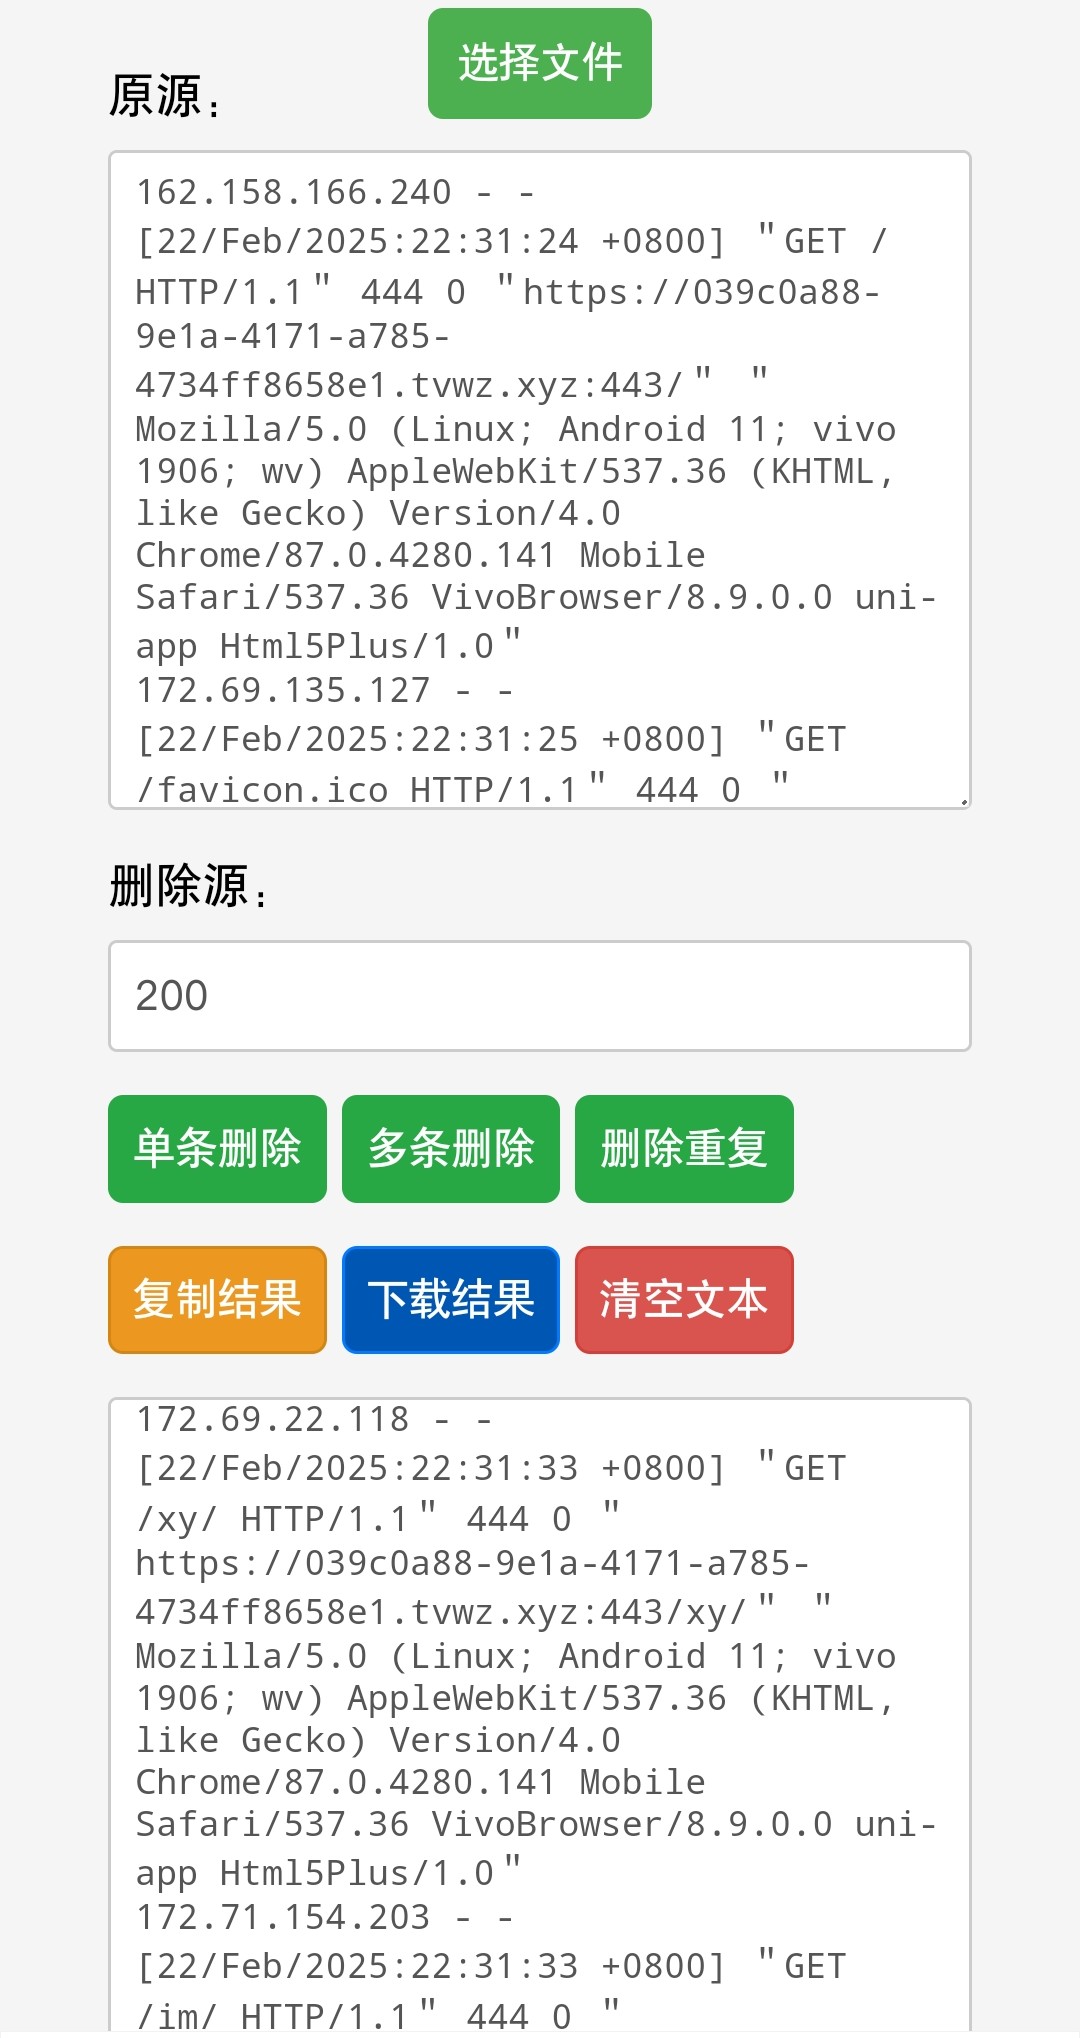 选择文件
原源：
162.158.166.240 - -
[22/Feb/2025:22:31:24 +0800] "GET /
HTTP/1.1" 444 0 "https://039c0a88-
9e1a-4171-a785-
4734ff8658e1.tvwz.xyz:443/" "
Mozilla/5.0 (Linux; Android 11; vivo
1906; wv) AppleWebKit/537.36 (KHTML,
like Gecko) Version/4.0
Chrome/87.0.4280.141 Mobile
Safari/537.36 VivoBrowser/8.9.0.0 uni-
app Html5Plus/1.0"
172.69.135.127 - -
[22/Feb/2025:22:31:25 +0800] "GET
/favicon.ico HTTP/1.1" 444 0 "
删除源：
200
单条删除 多条删除 删除重复
复制结果 下载结果 清空文本
172.69.22.118 - -
[22/Feb/2025:22:31:33 +0800] "GET
/xy/ HTTP/1.1" 444 0 "
https://039c0a88-9e1a-4171-a785-
4734ff8658e1.tvwz.xyz:443/xy/" "
Mozilla/5.0 (Linux; Android 11; vivo
1906; wv) AppleWebKit/537.36 (KHTML,
like Gecko) Version/4.0
Chrome/87.0.4280.141 Mobile
Safari/537.36 VivoBrowser/8.9.0.0 uni-
app Html5Plus/1.0"
172.71.154.203 - -
[22/Feb/2025:22:31:33 +0800] "GET
/im/ HTTP/1.1" 444 0 "